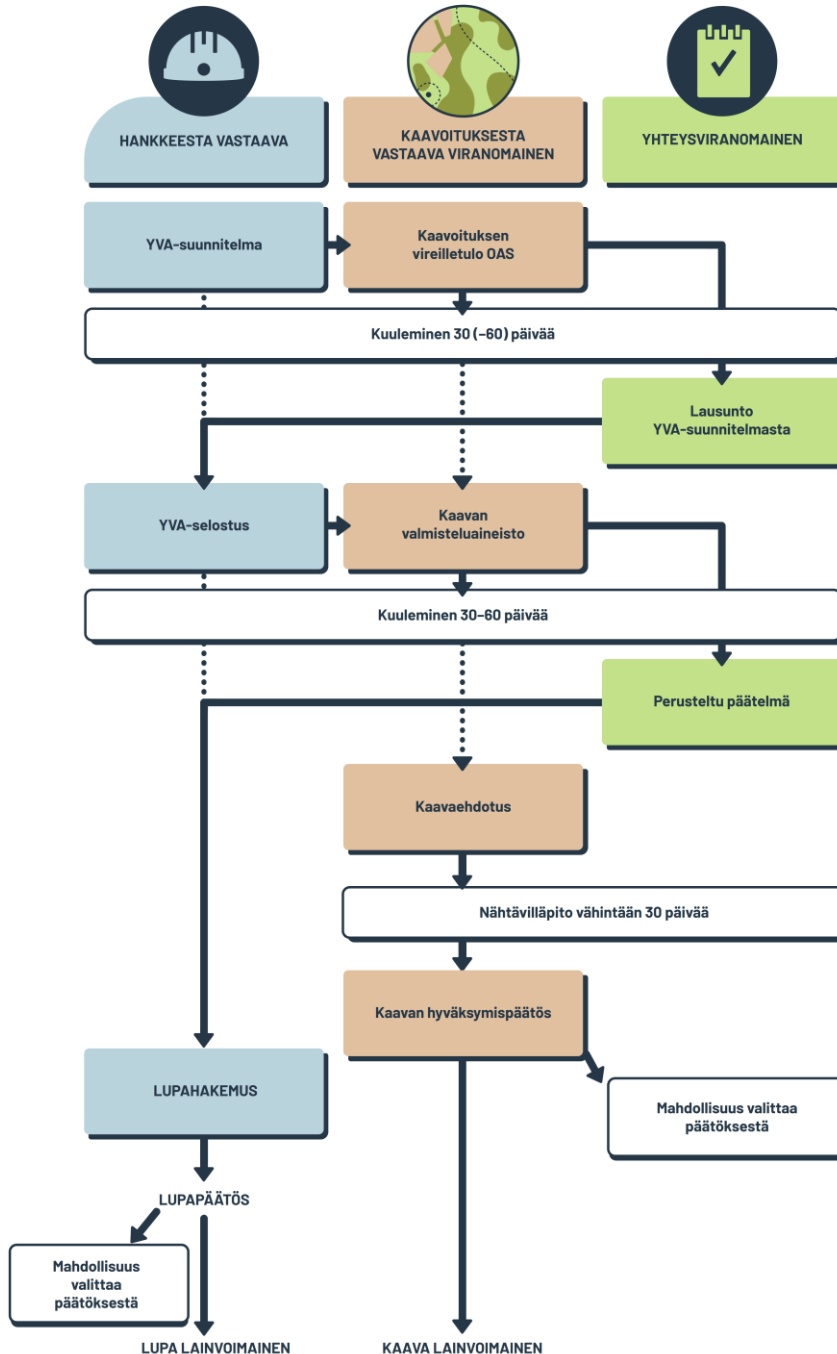 HANKKEESTA VASTAAVA
KAAVOITUKSESTA
VASTAAVA VIRANOMAINEN
YHTEYSVIRANOMAINEN
YVA-suunnitelma
Kaavoituksen
vireilletulo OAS
Kuuleminen 30 (–60) päivää
Lausunto
YVA-suunnitelmasta
YVA-selostus
Kaavan
valmisteluaineisto
Kuuleminen 30–60 päivää
Perusteltu päätelmä
Kaavaehdotus
Nähtävilläpito vähintään 30 päivää
Kaavan hyväksymispäätös
LUPAHAKEMUS
Mahdollisuus valittaa
päätöksestä
LUPAPÄÄTÖS
Mahdollisuus
valittaa
päätöksestä
LUPA LAINVOIMAINEN
KAAVA LAINVOIMAINEN